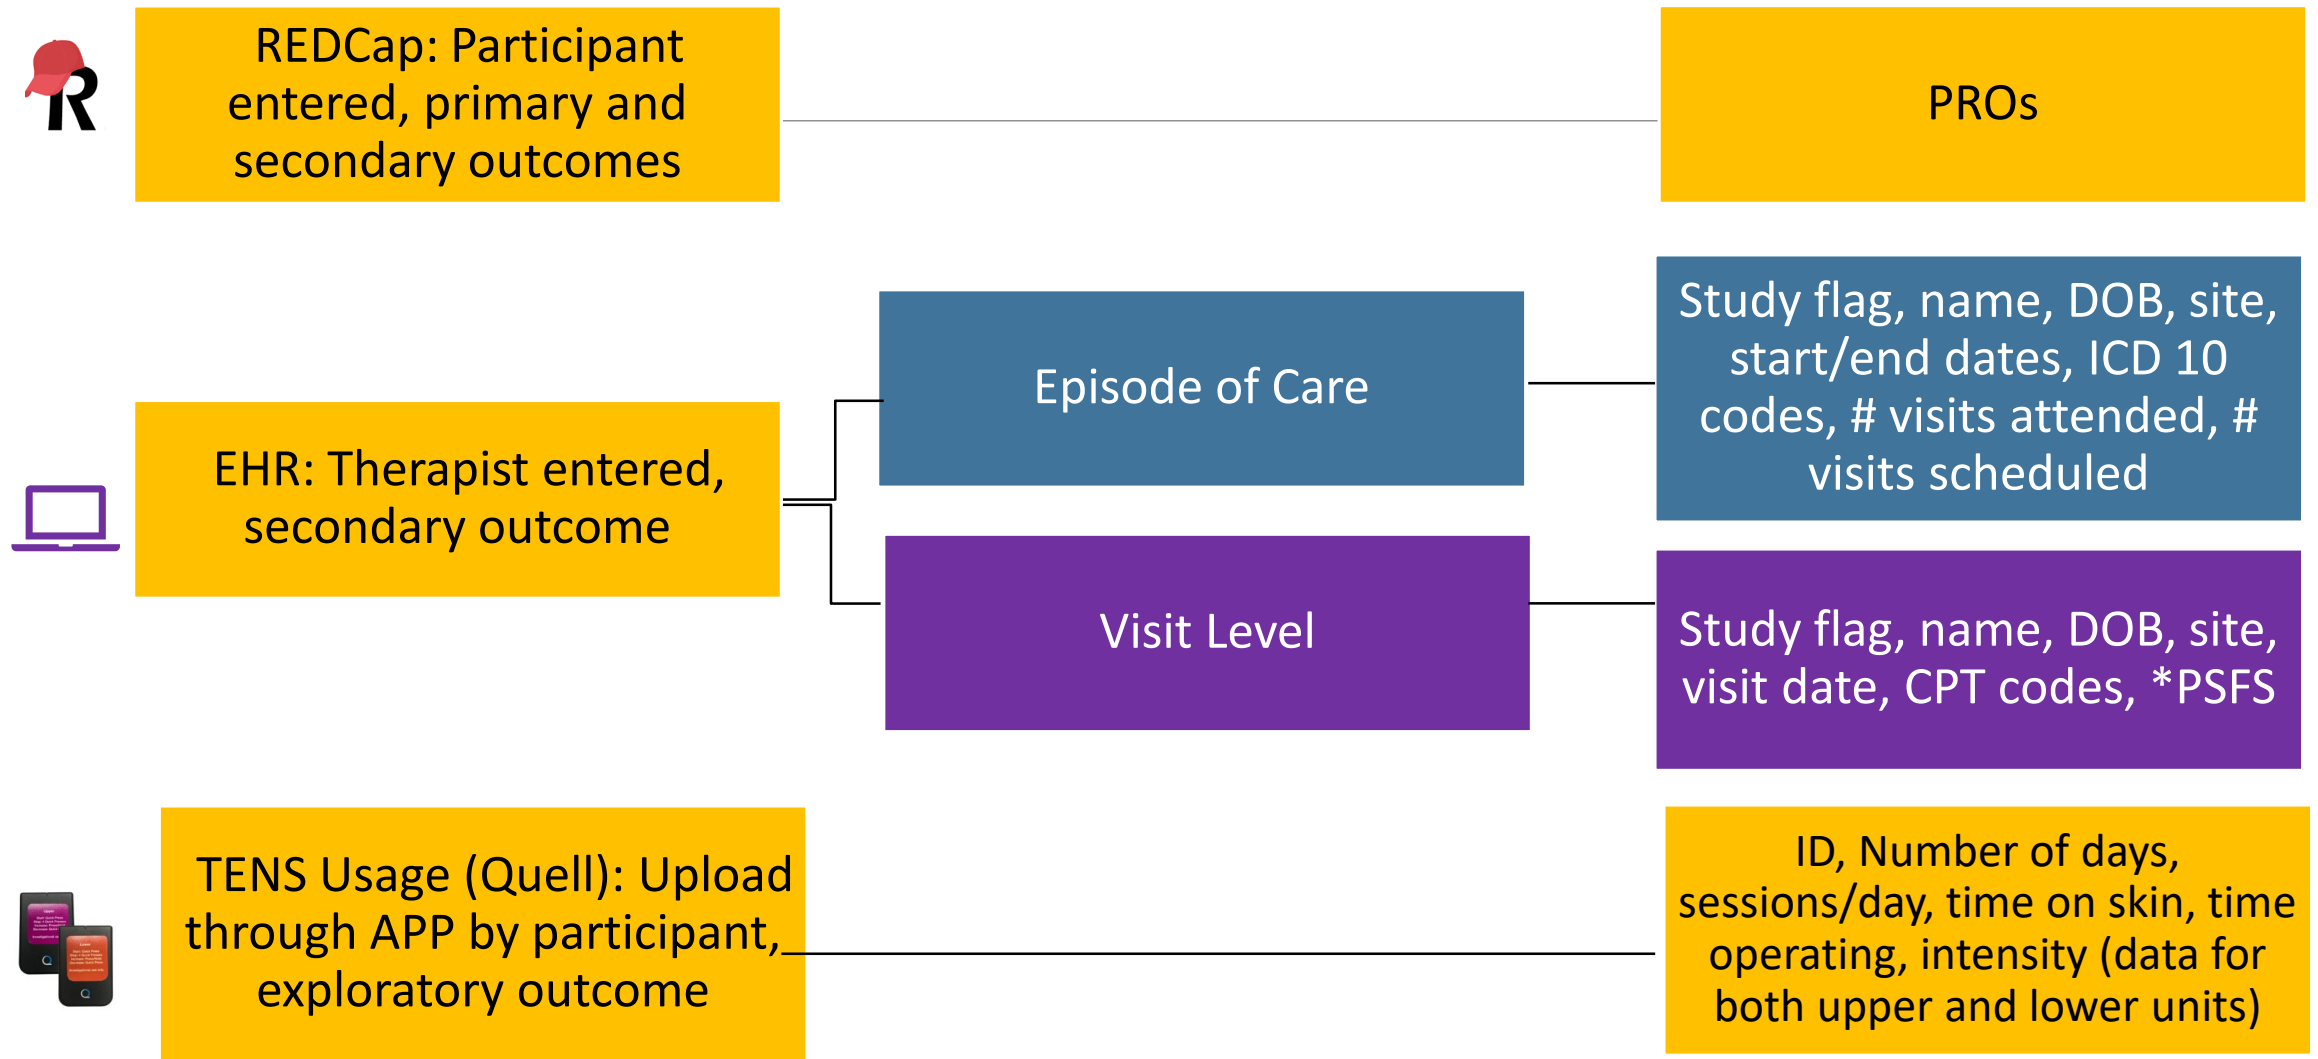 R
REDCap: Participant
entered, primary and
secondary outcomes
PROs
EHR: Therapist entered,
secondary outcome
Episode of Care
Study flag, name, DOB, site,
start/end dates, ICD 10
codes, # visits attended, #
visits scheduled
Visit Level
Study flag, name, DOB, site,
visit date, CPT codes, *PSFS
TENS Usage (Quell): Upload
through APP by participant,
exploratory outcome
ID, Number of days,
sessions/day, time on skin, time
operating, intensity (data for
both upper and lower units)